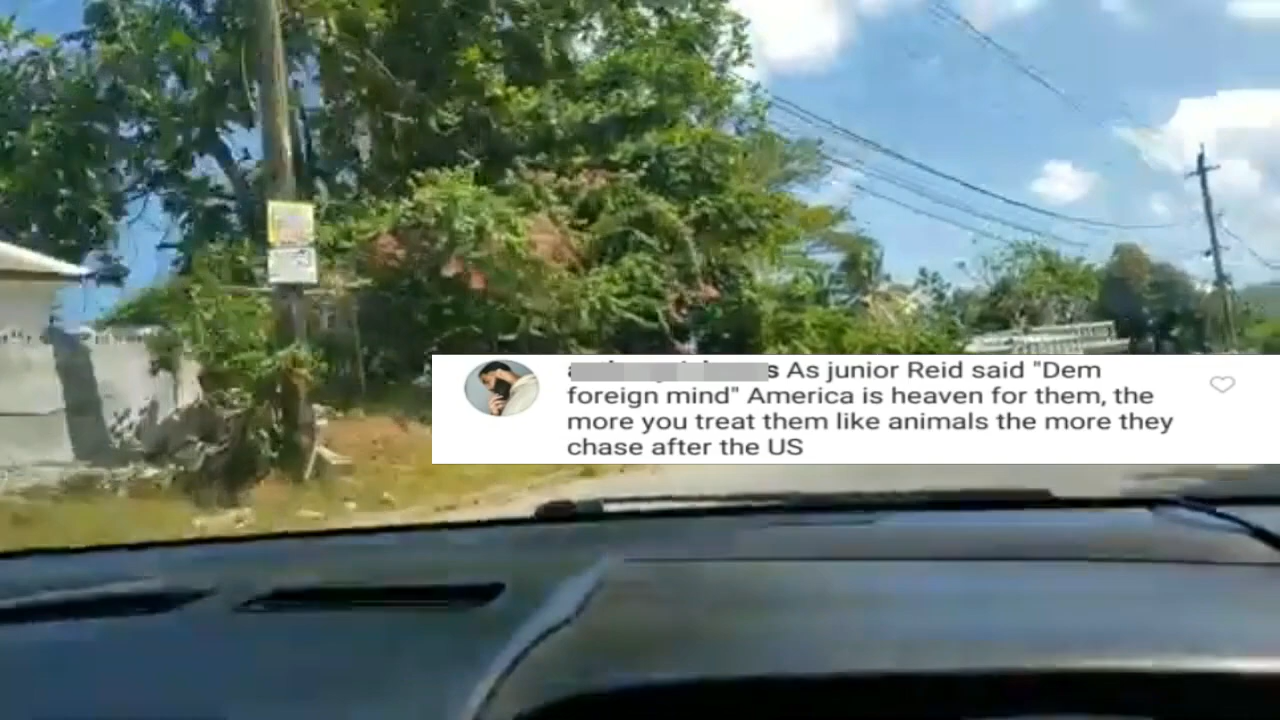 s As junior Reid said "Dem
foreign mind" America is heaven for them, the
more you treat them like animals the more they
chase after the US